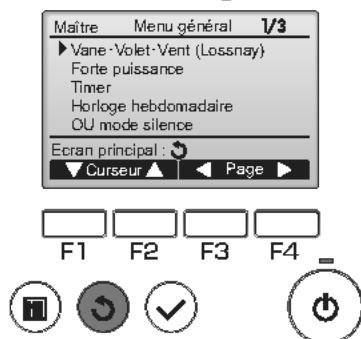 Maître Menu général 1/3
▶Vane·Volet·Vent (Lossnay)
Forte puissance
Timer
Horloge hebdomadaire
OU mode silence
Ecran principal :
▼Curseur▲ ◀ Page ▶
F1 F2 F3 F4